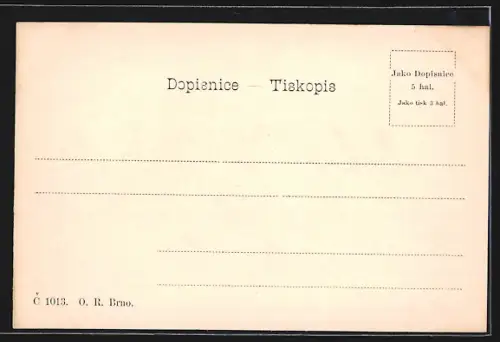 Dopisnice — Tiskopis
Jako Dopisnice
5 hal.
Jako tisk 3 hal.
Č 1013. O. R. Brno.